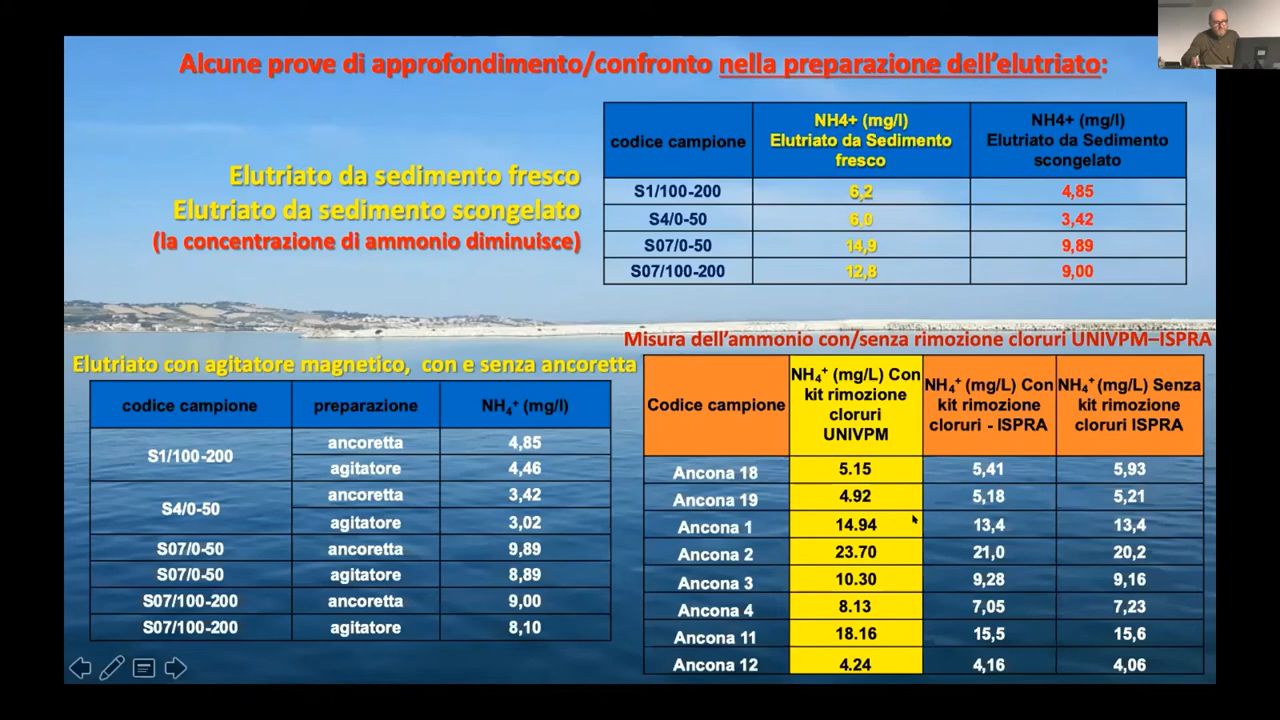 Alcune prove di approfondimento/confronto nella preparazione dell'elutriato:
Elutriato da sedimento fresco
Elutriato da sedimento scongelato
(la concentrazione di ammonio diminuisce)
codice campione NH4+ (mg/l) Elutriato da Sedimento fresco NH4+ (mg/l) Elutriato da Sedimento scongelato
S1/100-200 6,2 4,85
S4/0-50 6,0 3,42
S07/0-50 14,9 9,89
S07/100-200 12,8 9,00
Elutriato con agitatore magnetico, con e senza ancoretta
codice campione preparazione NH₄⁺ (mg/l)
S1/100-200 ancoretta 4,85
agitatore 4,46
S4/0-50 ancoretta 3,42
agitatore 3,02
S07/0-50 ancoretta 9,89
S07/0-50 agitatore 8,89
S07/100-200 ancoretta 9,00
S07/100-200 agitatore 8,10
Misura dell'ammonio con/senza rimozione cloruri UNIVPM–ISPRA
Codice campione NH₄⁺ (mg/L) Con kit rimozione cloruri UNIVPM NH₄⁺ (mg/L) Con kit rimozione cloruri - ISPRA NH₄⁺ (mg/L) Senza kit rimozione cloruri ISPRA
Ancona 18 5.15 5,41 5,93
Ancona 19 4.92 5,18 5,21
Ancona 1 14.94 13,4 13,4
Ancona 2 23.70 21,0 20,2
Ancona 3 10.30 9,28 9,16
Ancona 4 8.13 7,05 7,23
Ancona 11 18.16 15,5 15,6
Ancona 12 4.24 4,16 4,06